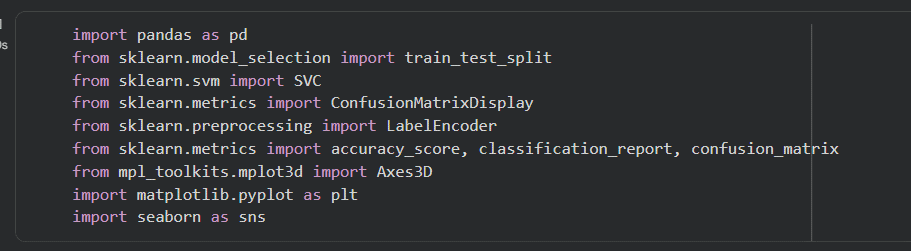 import pandas as pd
from sklearn.model_selection import train_test_split
from sklearn.svm import SVC
from sklearn.metrics import ConfusionMatrixDisplay
from sklearn.preprocessing import LabelEncoder
from sklearn.metrics import accuracy_score, classification_report, confusion_matrix
from mpl_toolkits.mplot3d import Axes3D
import matplotlib.pyplot as plt
import seaborn as sns